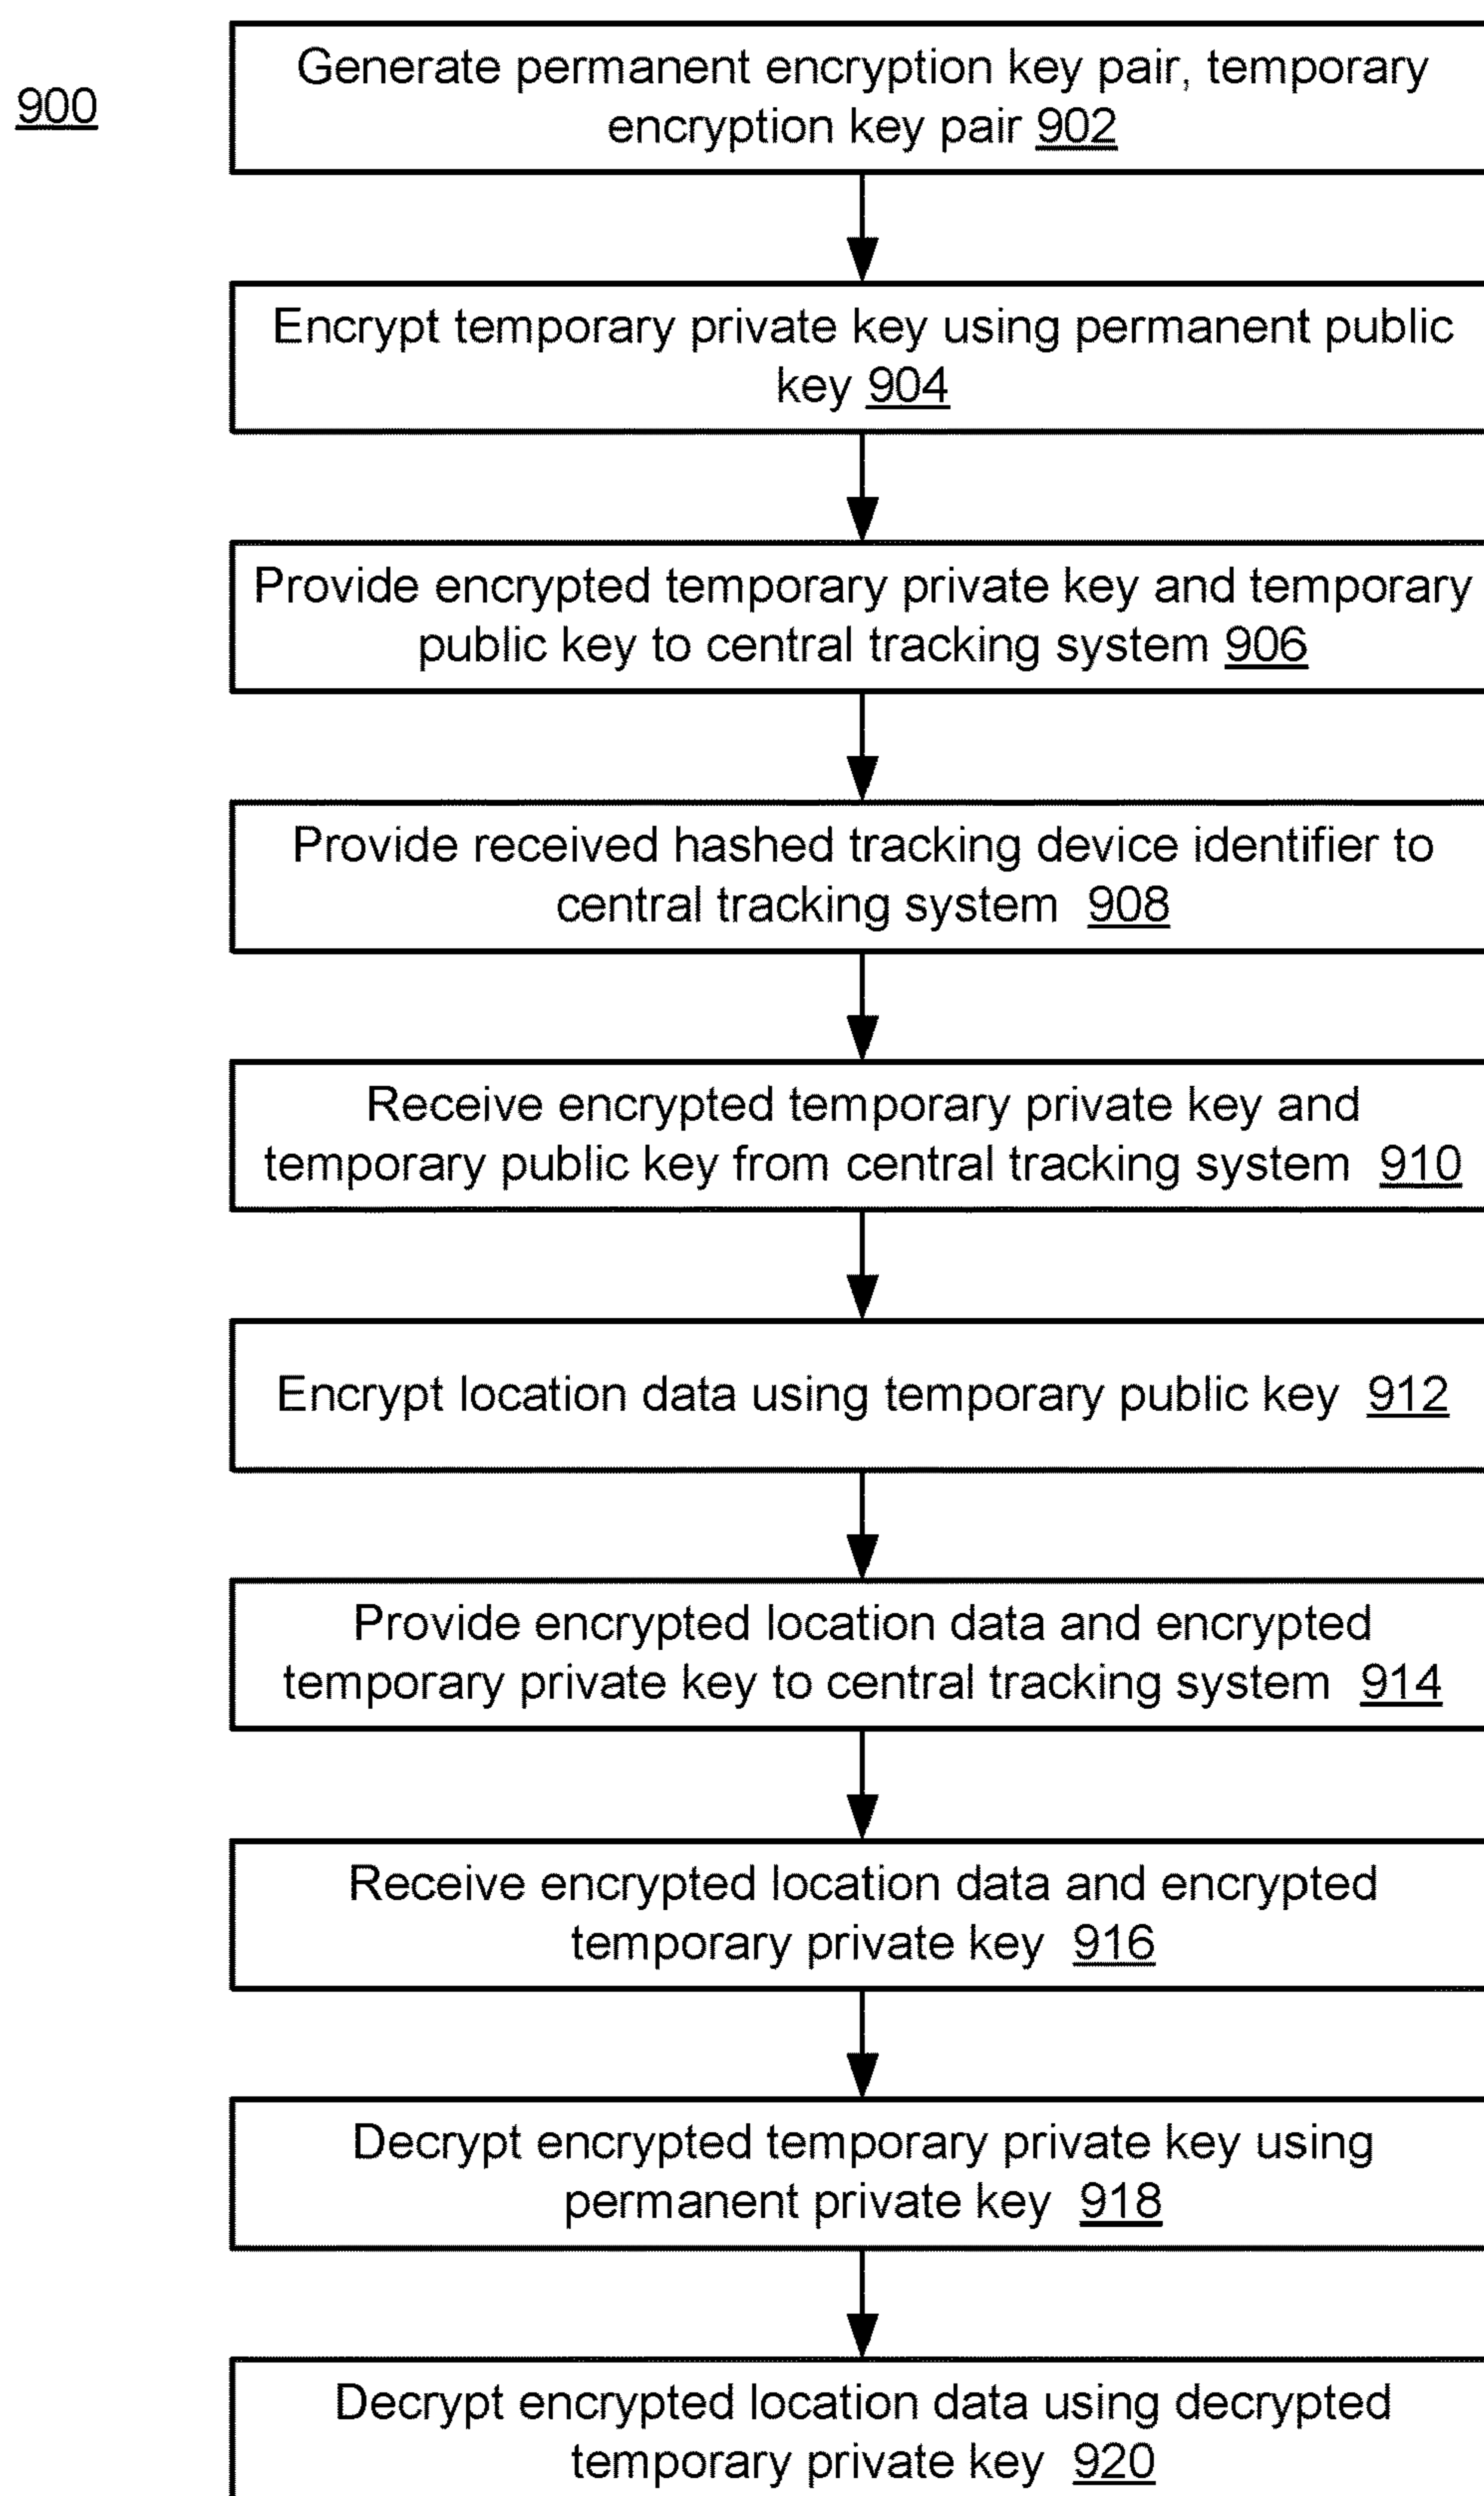 900
Generate permanent encryption key pair, temporary
encryption key pair 902
Encrypt temporary private key using permanent public
key 904
Provide encrypted temporary private key and temporary
public key to central tracking system 906
Provide received hashed tracking device identifier to
central tracking system 908
Receive encrypted temporary private key and
temporary public key from central tracking system 910
Encrypt location data using temporary public key 912
Provide encrypted location data and encrypted
temporary private key to central tracking system 914
Receive encrypted location data and encrypted
temporary private key 916
Decrypt encrypted temporary private key using
permanent private key 918
Decrypt encrypted location data using decrypted
temporary private key 920